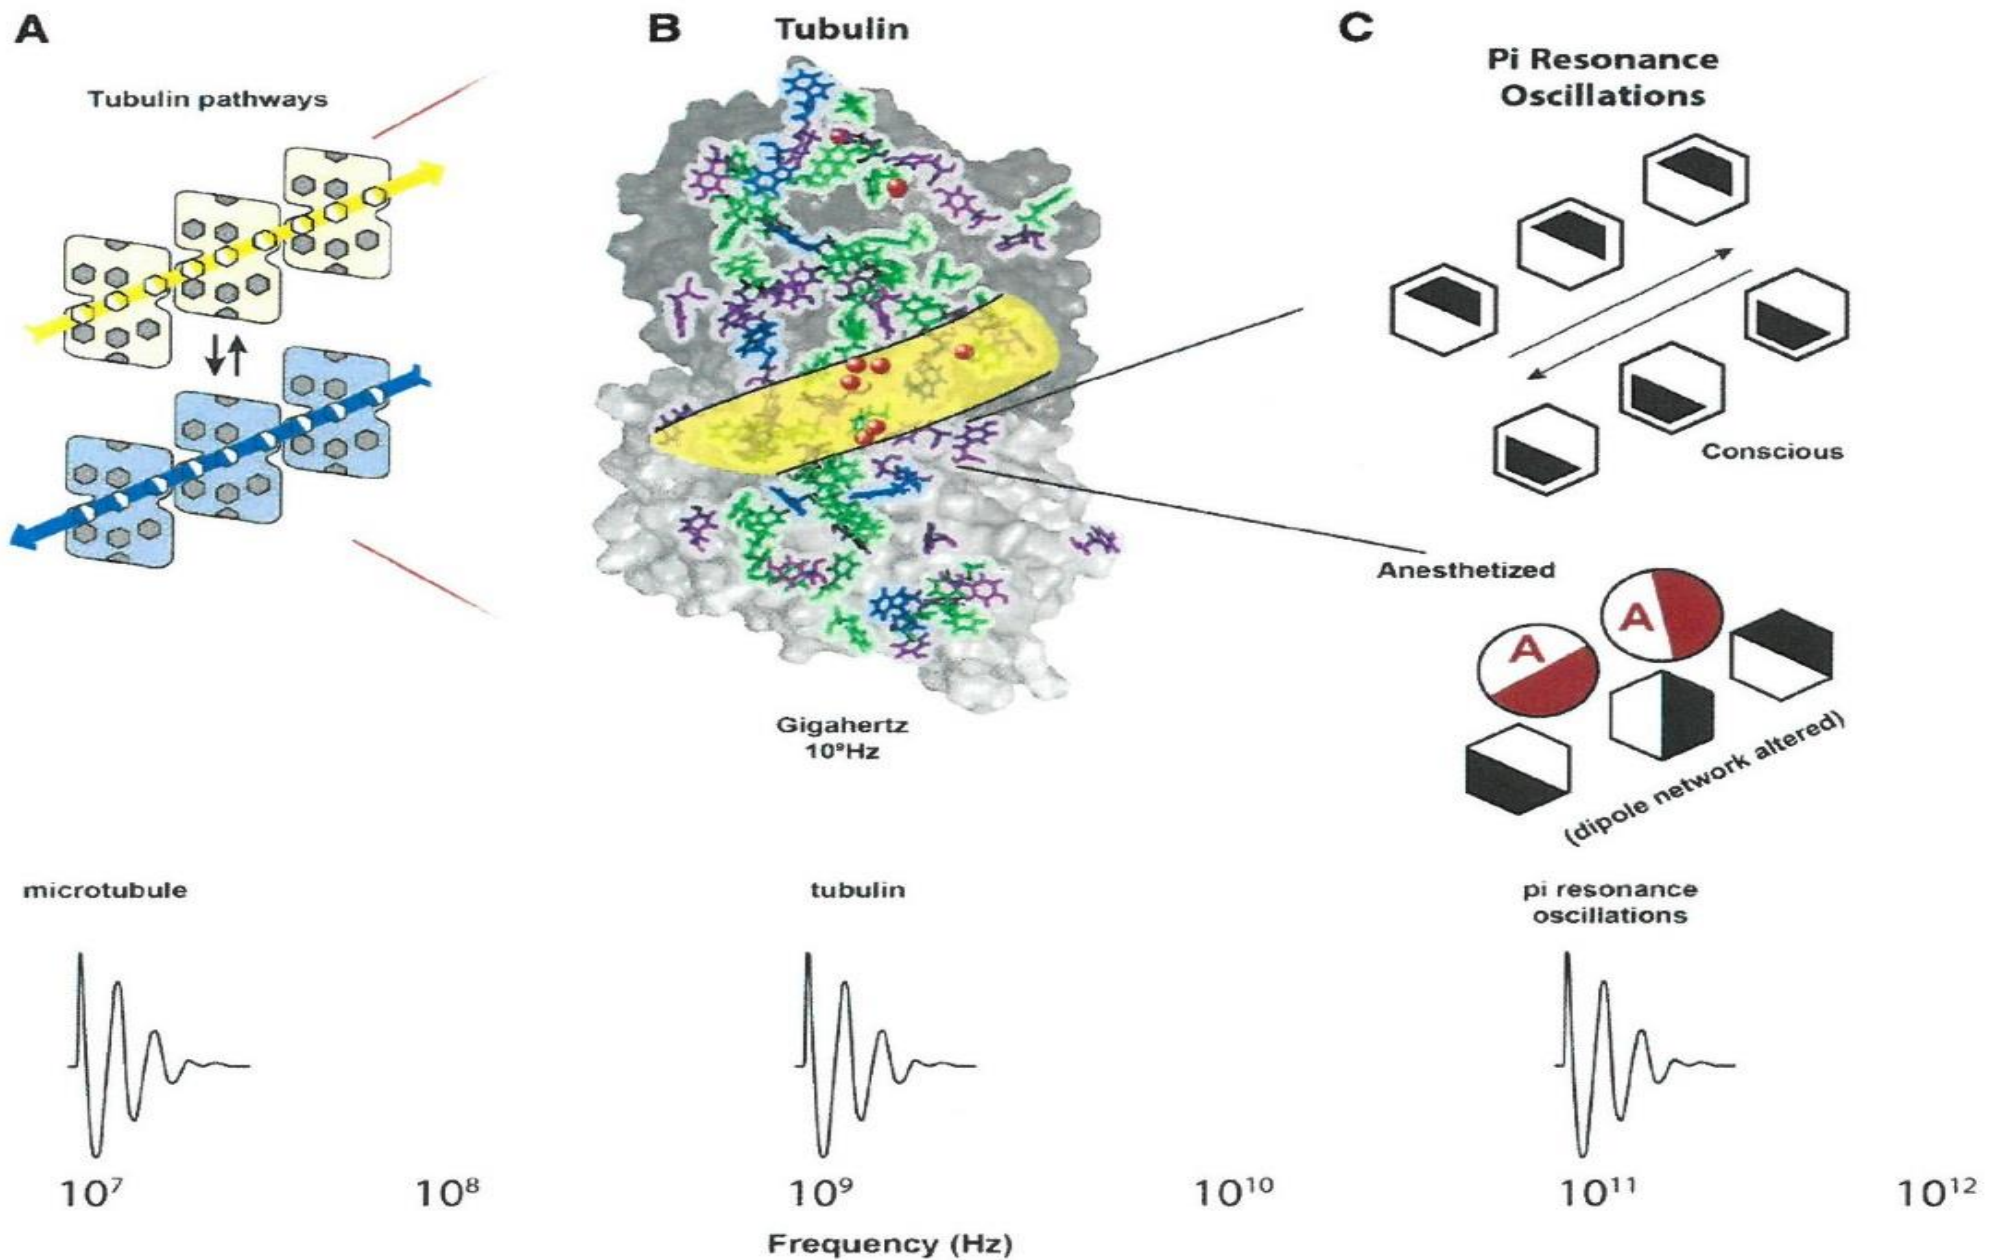 A
Tubulin pathways
B
Tubulin
Gigahertz
10⁹Hz
C
Pi Resonance
Oscillations
Conscious
Anesthetized
A
A
(dipole network altered)
microtubule
tubulin
pi resonance
oscillations
10⁷ 10⁸ 10⁹ 10¹⁰ 10¹¹ 10¹²
Frequency (Hz)